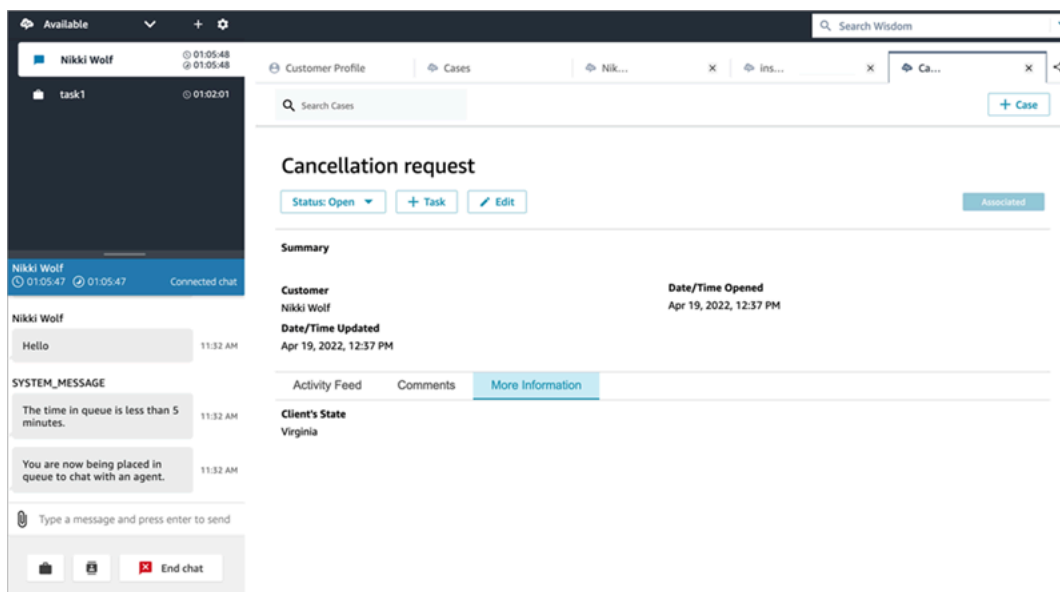 Available
Search Wisdom
Nikki Wolf
01:05:48
01:05:48
task1
01:02:01
Customer Profile
Cases
Nik...
ins...
Ca...
Search Cases
+ Case
Cancellation request
Status: Open
+ Task
Edit
Associated
Summary
Customer
Nikki Wolf
Date/Time Opened
Apr 19, 2022, 12:37 PM
Date/Time Updated
Apr 19, 2022, 12:37 PM
Activity Feed
Comments
More Information
Client's State
Virginia
Nikki Wolf
01:05:47 01:05:47 Connected chat
Nikki Wolf
Hello
11:32 AM
SYSTEM_MESSAGE
The time in queue is less than 5
minutes.
11:32 AM
You are now being placed in
queue to chat with an agent.
11:32 AM
Type a message and press enter to send
End chat